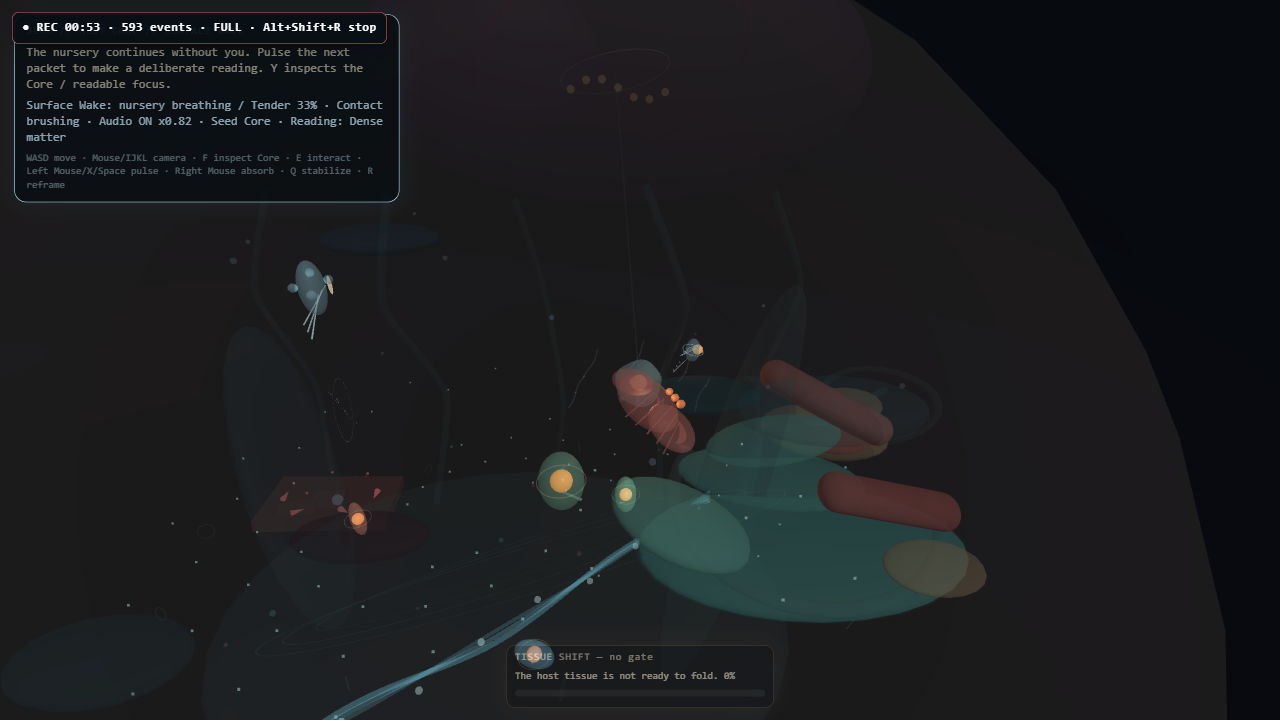 ● REC 00:53 · 593 events · FULL · Alt+Shift+R stop
The nursery continues without you. Pulse the next
packet to make a deliberate reading. Y inspects the
Core / readable focus.
Surface Wake: nursery breathing / Tender 33% · Contact
brushing · Audio ON x0.82 · Seed Core · Reading: Dense
matter
WASD move · Mouse/IJKL camera · F inspect Core · E interact ·
Left Mouse/X/Space pulse · Right Mouse absorb · Q stabilize · R
reframe
TISSUE SHIFT — no gate
The host tissue is not ready to fold. 0%